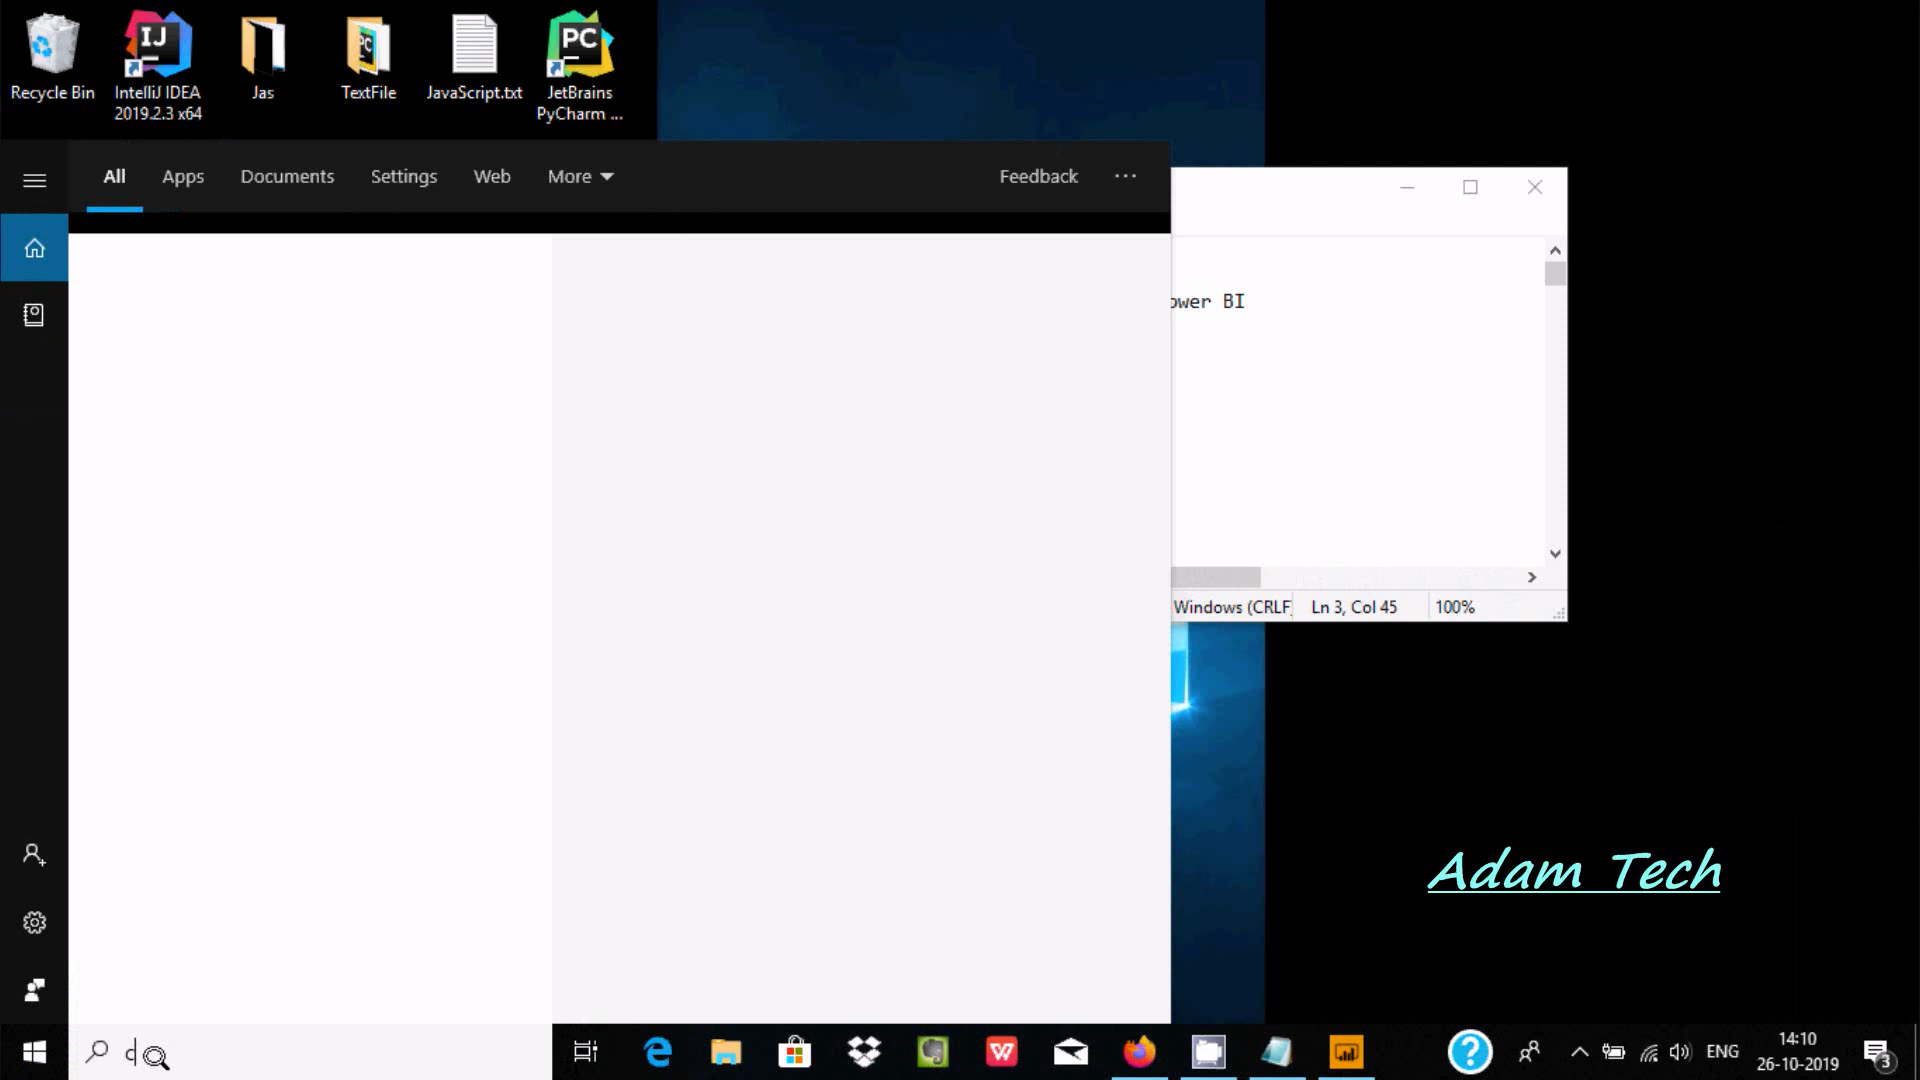 Recycle Bin
IntelliJ IDEA
2019.2.3 x64
Jas
TextFile
JavaScript.txt
JetBrains
PyCharm ...
All
Apps
Documents
Settings
Web
More
Feedback
ower BI
Windows (CRLF)
Ln 3, Col 45
100%
Adam Tech
c
ENG
14:10
26-10-2019
3